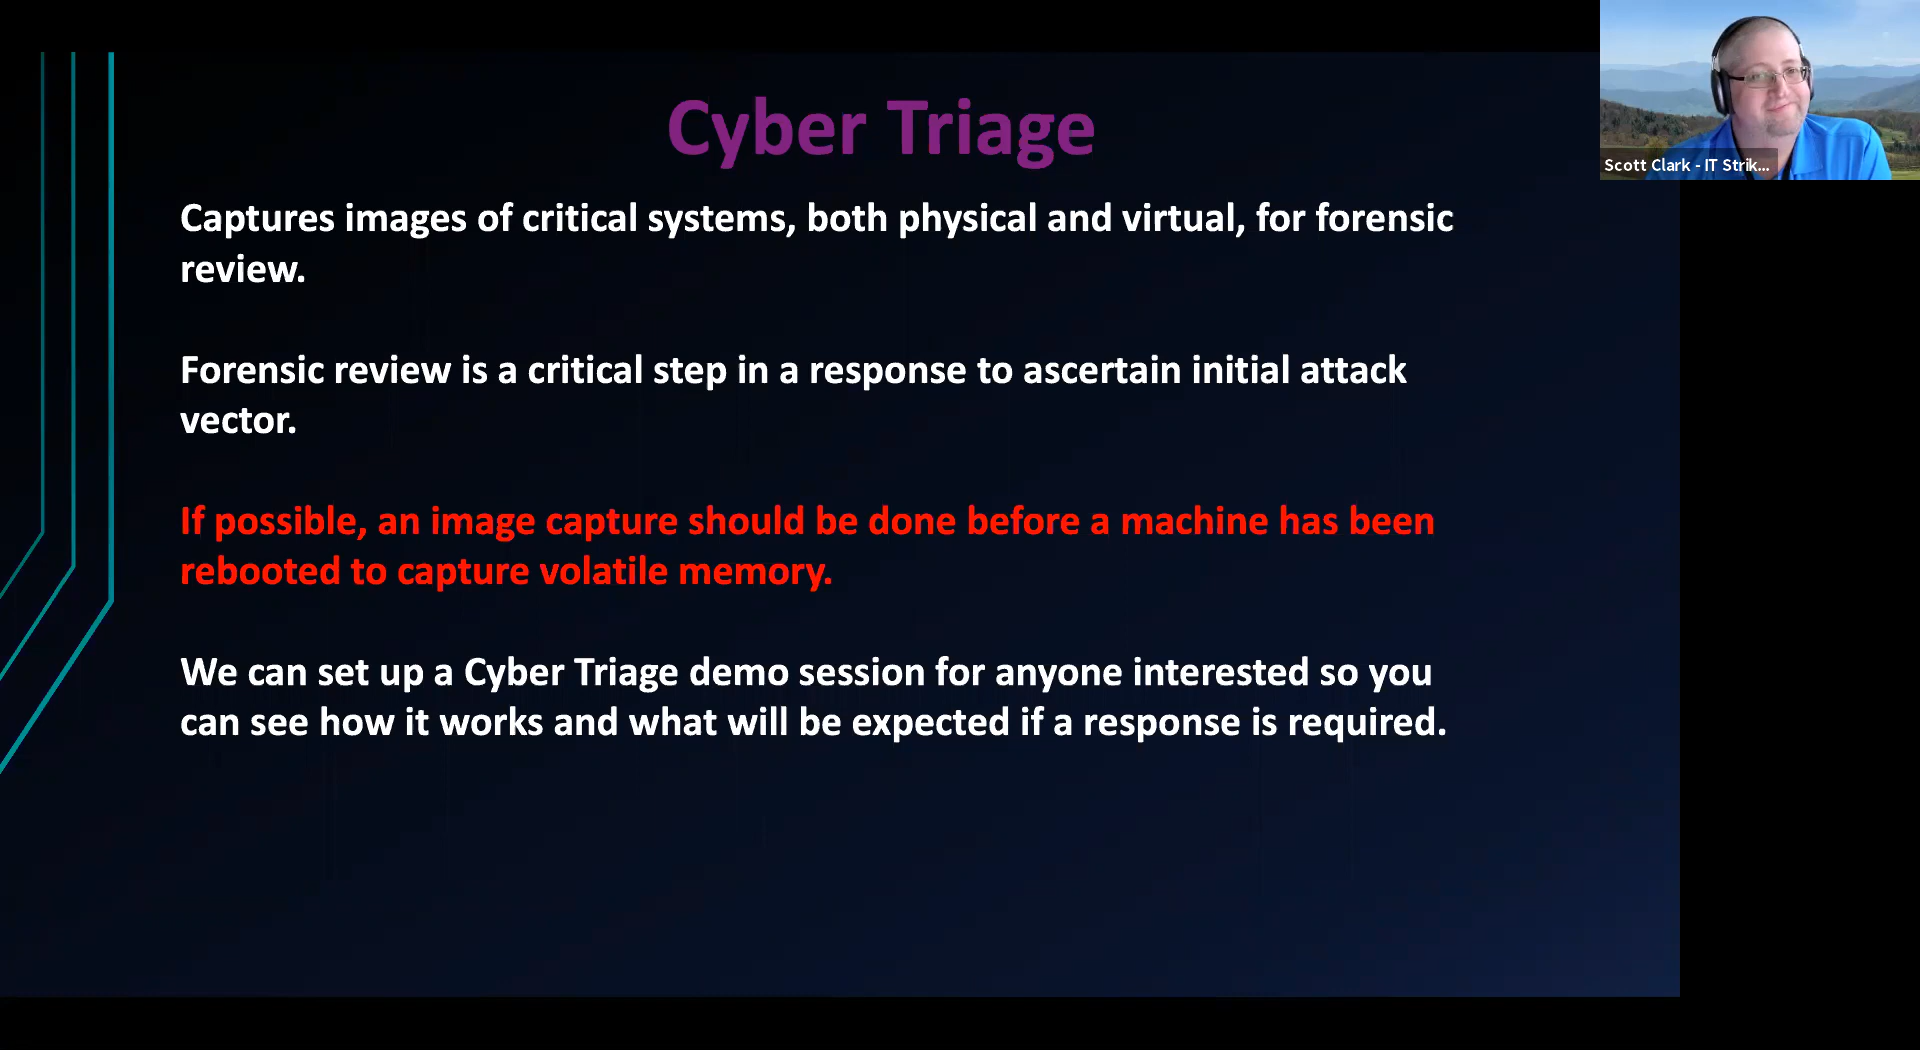 Cyber Triage
Captures images of critical systems, both physical and virtual, for forensic
review.
Forensic review is a critical step in a response to ascertain initial attack
vector.
If possible, an image capture should be done before a machine has been
rebooted to capture volatile memory.
We can set up a Cyber Triage demo session for anyone interested so you
can see how it works and what will be expected if a response is required.
Scott Clark - IT Strik...